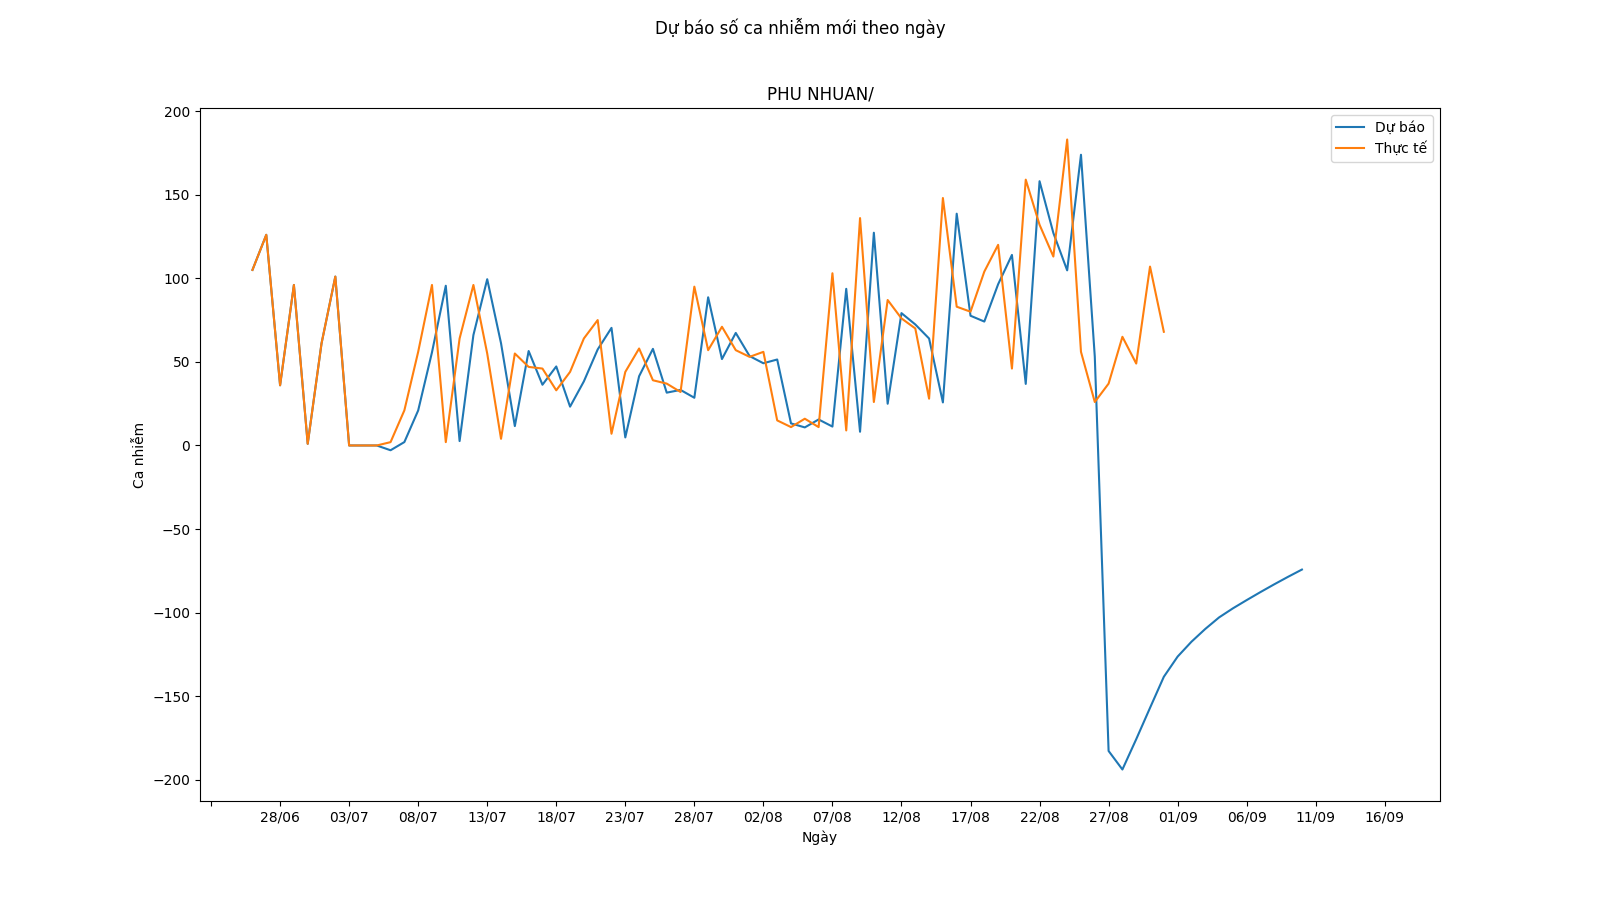 Dự báo số ca nhiễm mới theo ngày
PHU NHUAN/
Dự báo
Thực tế
200
150
100
50
0
−50
−100
−150
−200
Ca nhiễm
28/06 03/07 08/07 13/07 18/07 23/07 28/07 02/08 07/08 12/08 17/08 22/08 27/08 01/09 06/09 11/09 16/09
Ngày